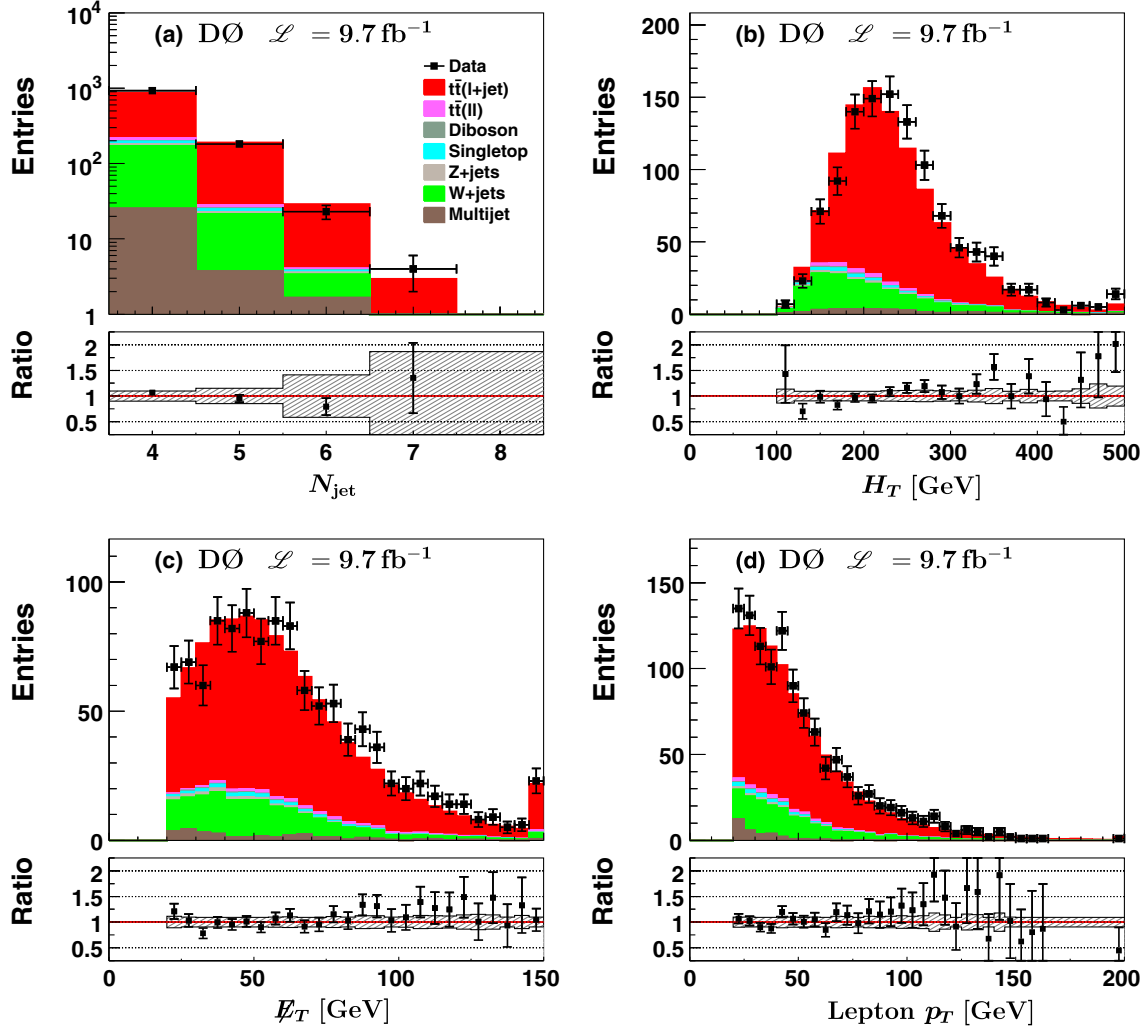 (a) DØ ℒ = 9.7 fb⁻¹
Entries
10⁴
10³
10²
10
1
Data
tt̄(l+jet)
tt̄(ll)
Diboson
Singletop
Z+jets
W+jets
Multijet
Ratio
2
1.5
1
0.5
4 5 6 7 8
N_jet
(b) DØ ℒ = 9.7 fb⁻¹
Entries
200
150
100
50
0
Ratio
2
1.5
1
0.5
0 100 200 300 400 500
H_T [GeV]
(c) DØ ℒ = 9.7 fb⁻¹
Entries
100
50
0
Ratio
2
1.5
1
0.5
0 50 100 150
E̸_T [GeV]
(d) DØ ℒ = 9.7 fb⁻¹
Entries
150
100
50
0
Ratio
2
1.5
1
0.5
0 50 100 150 200
Lepton p_T [GeV]